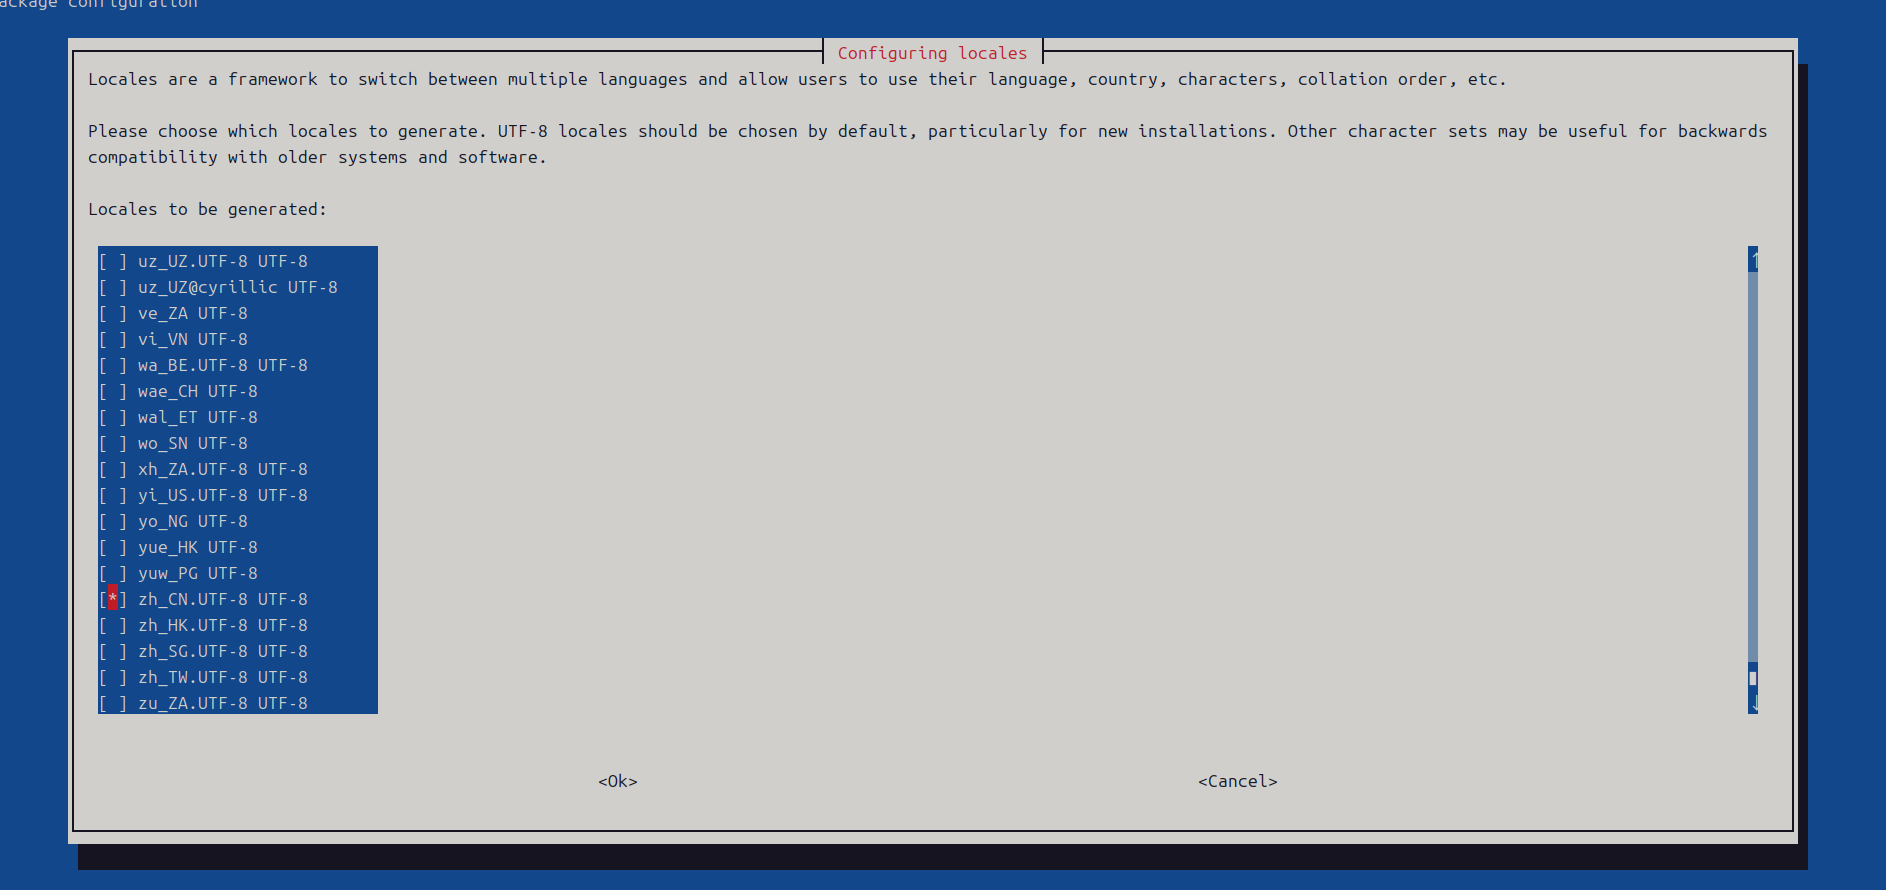 ackage configuration
Configuring locales
Locales are a framework to switch between multiple languages and allow users to use their language, country, characters, collation order, etc.
Please choose which locales to generate. UTF-8 locales should be chosen by default, particularly for new installations. Other character sets may be useful for backwards
compatibility with older systems and software.
Locales to be generated:
[ ] uz_UZ.UTF-8 UTF-8
[ ] uz_UZ@cyrillic UTF-8
[ ] ve_ZA UTF-8
[ ] vi_VN UTF-8
[ ] wa_BE.UTF-8 UTF-8
[ ] wae_CH UTF-8
[ ] wal_ET UTF-8
[ ] wo_SN UTF-8
[ ] xh_ZA.UTF-8 UTF-8
[ ] yi_US.UTF-8 UTF-8
[ ] yo_NG UTF-8
[ ] yue_HK UTF-8
[ ] yuw_PG UTF-8
[*] zh_CN.UTF-8 UTF-8
[ ] zh_HK.UTF-8 UTF-8
[ ] zh_SG.UTF-8 UTF-8
[ ] zh_TW.UTF-8 UTF-8
[ ] zu_ZA.UTF-8 UTF-8
<Ok> <Cancel>